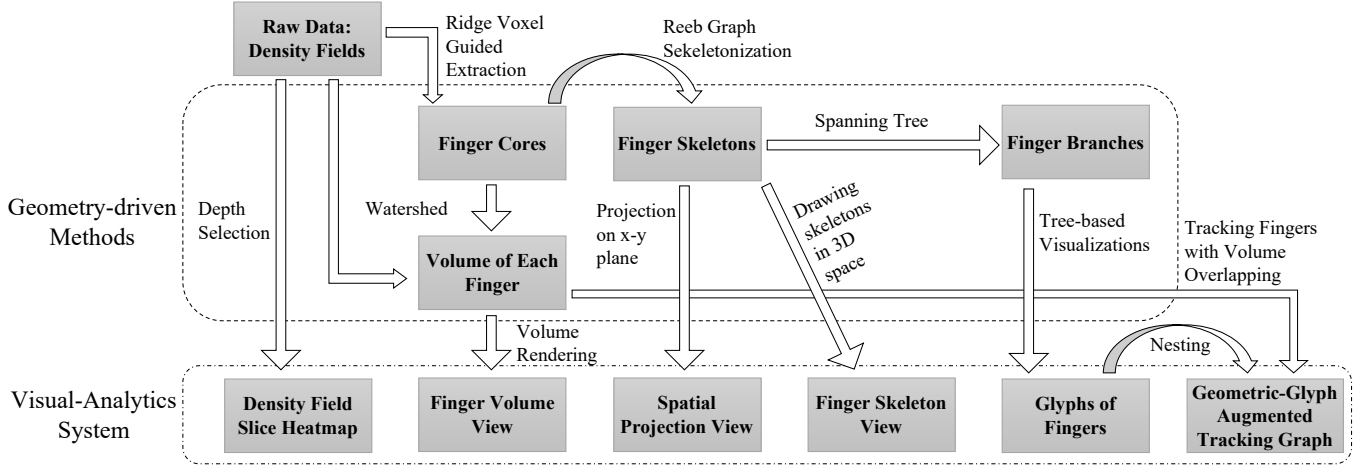 Raw Data:
Density Fields
Ridge Voxel
Guided
Extraction
Reeb Graph
Sekeletonization
Finger Cores
Finger Skeletons
Spanning Tree
Finger Branches
Geometry-driven
Methods
Depth
Selection
Watershed
Projection
on x-y
plane
Drawing
skeletons
in 3D
space
Tree-based
Visualizations
Tracking Fingers
with Volume
Overlapping
Volume of Each
Finger
Volume
Rendering
Nesting
Visual-Analytics
System
Density Field
Slice Heatmap
Finger Volume
View
Spatial
Projection View
Finger Skeleton
View
Glyphs of
Fingers
Geometric-Glyph
Augmented
Tracking Graph